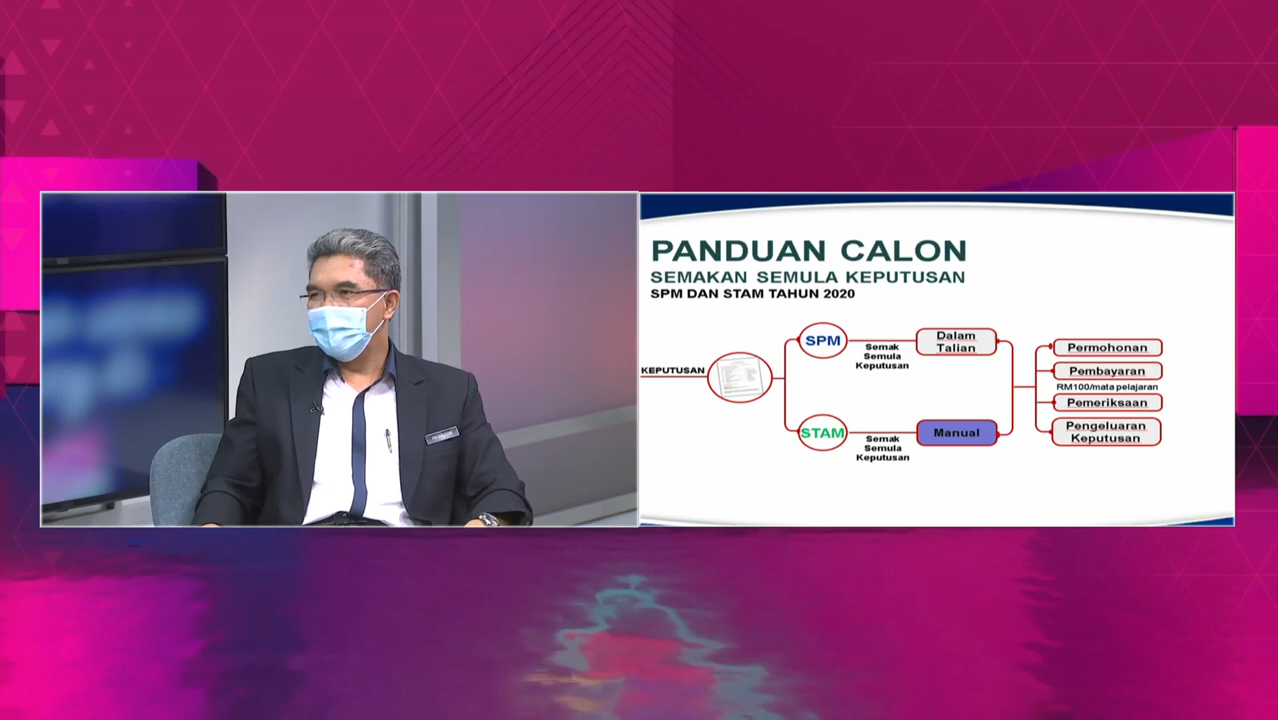 PANDUAN CALON
SEMAKAN SEMULA KEPUTUSAN
SPM DAN STAM TAHUN 2020
KEPUTUSAN
SPM
Semak
Semula
Keputusan
Dalam
Talian
STAM
Semak
Semula
Keputusan
Manual
Permohonan
Pembayaran
RM100/mata pelajaran
Pemeriksaan
Pengeluaran
Keputusan